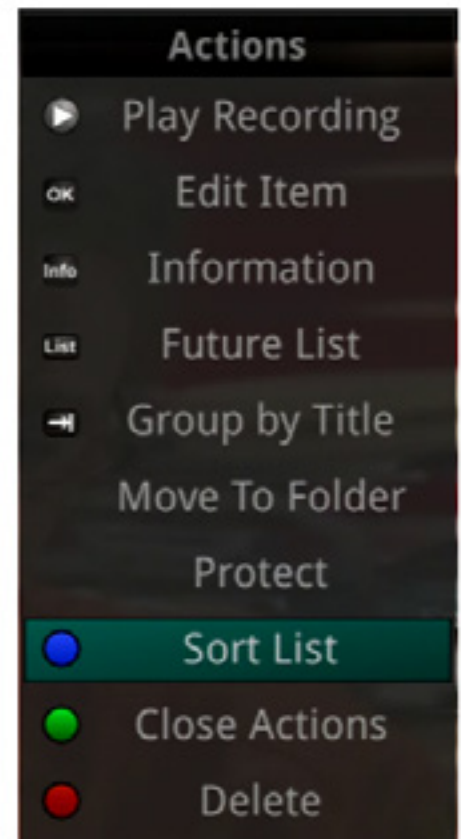 Actions
Play Recording
OK Edit Item
Info Information
List Future List
Group by Title
Move To Folder
Protect
Sort List
Close Actions
Delete